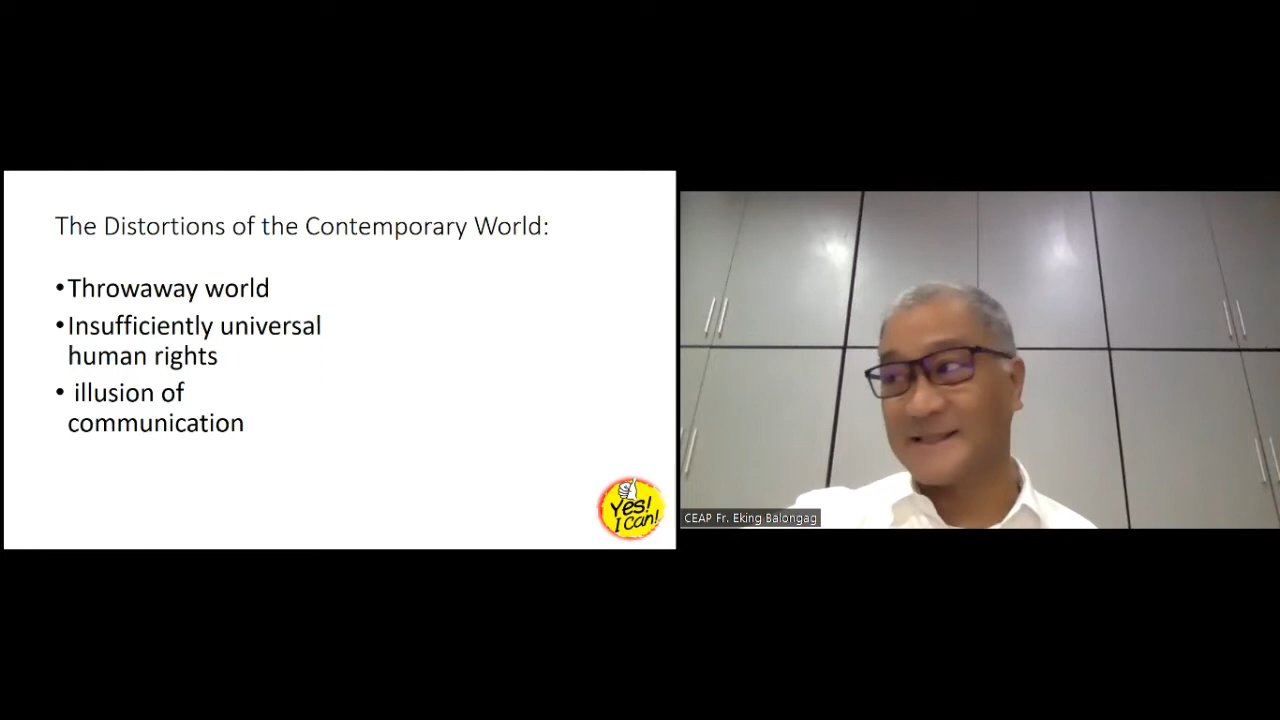 The Distortions of the Contemporary World:
•Throwaway world
•Insufficiently universal
human rights
• illusion of
communication
Yes!
I can!
CEAP Fr. Eking Balongag